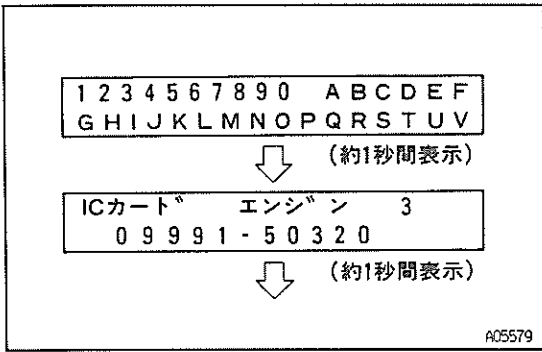 1234567890 ABCDEF
GHIJKLMNOPQRSTUV
(約1秒間表示)
ICカード エンジン 3
09991-50320
(約1秒間表示)
A05579